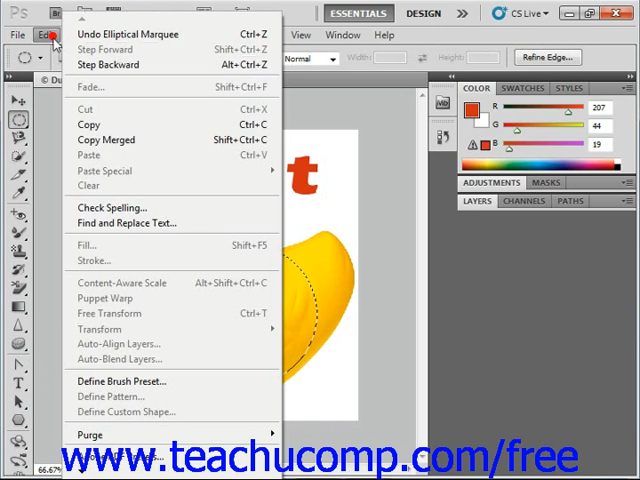 Ps
Br
ESSENTIALS
DESIGN
CS Live
File
View
Window
Help
Normal
Width:
Height:
Refine Edge...
Undo Elliptical Marquee Ctrl+Z
Step Forward Shift+Ctrl+Z
Step Backward Alt+Ctrl+Z
Fade... Shift+Ctrl+F
Cut Ctrl+X
Copy Ctrl+C
Copy Merged Shift+Ctrl+C
Paste Ctrl+V
Paste Special
Clear
Check Spelling...
Find and Replace Text...
Fill... Shift+F5
Stroke...
Content-Aware Scale Alt+Shift+Ctrl+C
Puppet Warp
Free Transform Ctrl+T
Transform
Auto-Align Layers...
Auto-Blend Layers...
Define Brush Preset...
Define Pattern...
Define Custom Shape...
Purge
t
COLOR SWATCHES STYLES
R 207
G 44
B 19
ADJUSTMENTS MASKS
LAYERS CHANNELS PATHS
Mb
T
66.67%
www.teachucomp.com/free